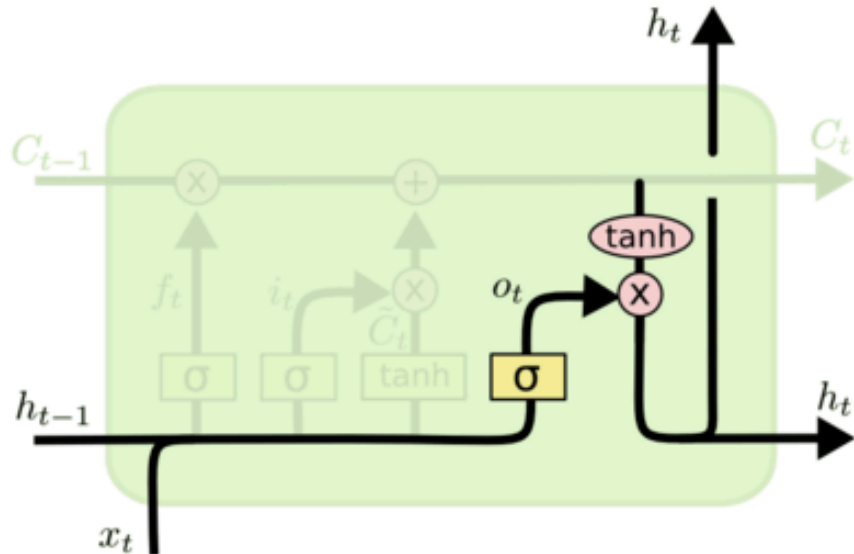 h_t
C_{t-1} C_t
x +
tanh
f_t i_t x o_t x
C̃_t
σ σ tanh σ
h_{t-1} h_t
x_t